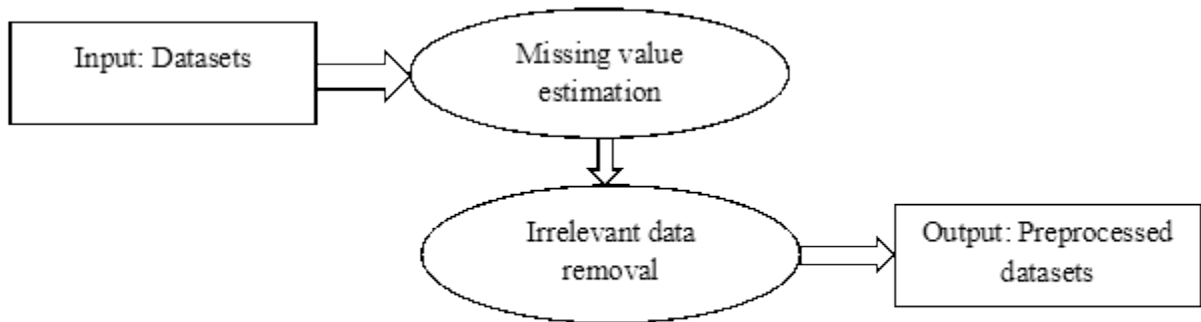 Input: Datasets
Missing value
estimation
Irrelevant data
removal
Output: Preprocessed
datasets